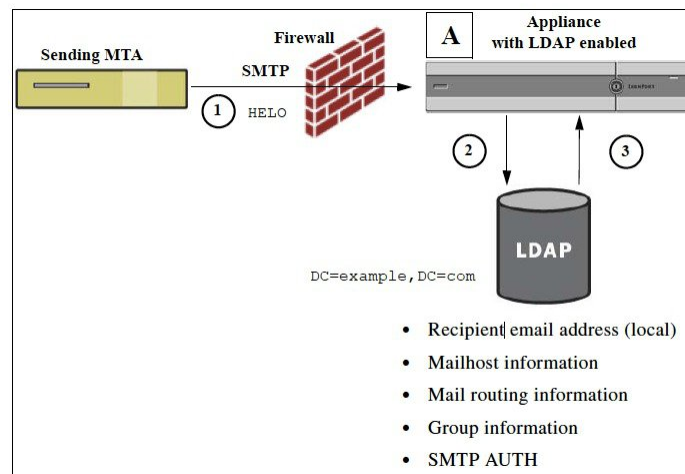 Appliance
with LDAP enabled
A
Firewall
Sending MTA
SMTP
1
HELO
IRONPORT
2
3
LDAP
DC=example,DC=com
• Recipient email address (local)
• Mailhost information
• Mail routing information
• Group information
• SMTP AUTH